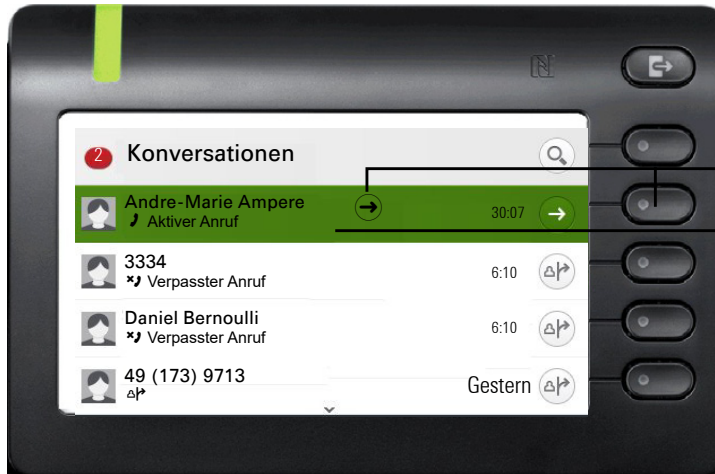 2 Konversationen
Andre-Marie Ampere
Aktiver Anruf
30:07
3334
Verpasster Anruf
6:10
Daniel Bernoulli
Verpasster Anruf
6:10
49 (173) 9713
Gestern